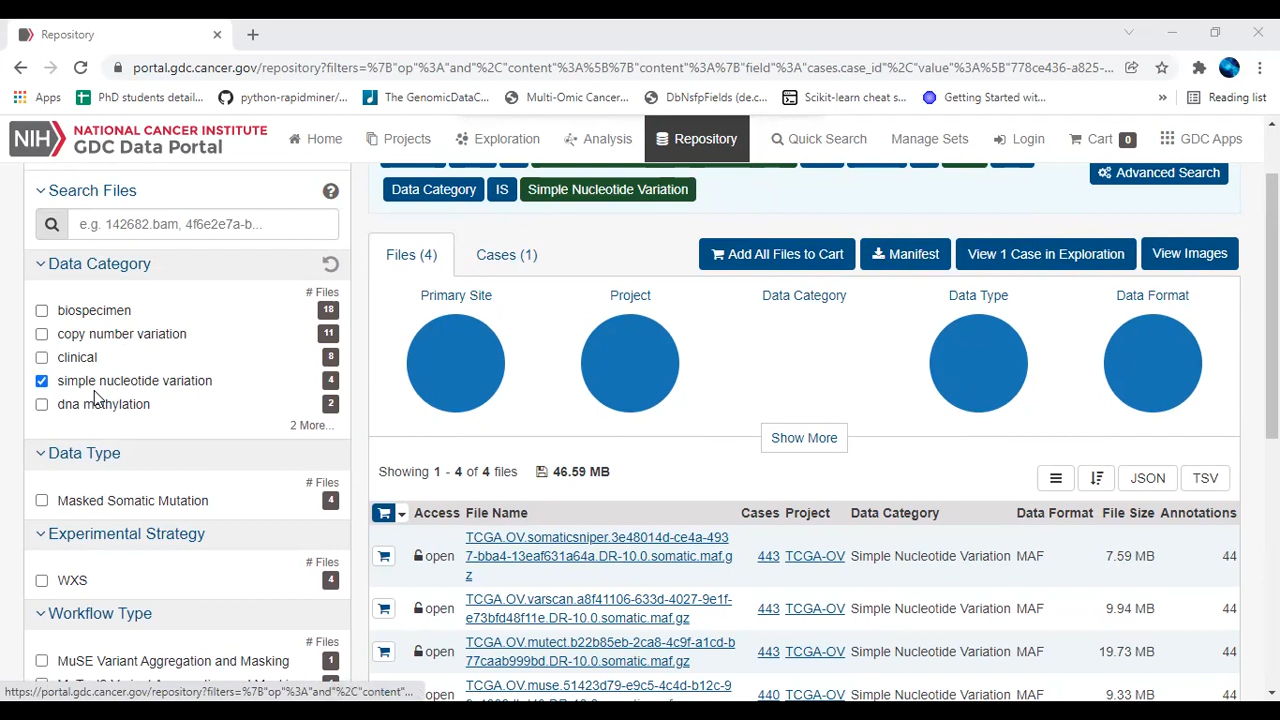 Repository
portal.gdc.cancer.gov/repository?filters=%7B"op"%3A"and"%2C"content"%3A%5B%7B"content"%3A%7B"field"%3A"cases.case_id"%2C"value"%3A%5B"778ce436-a825-...
Apps PhD students detail... python-rapidminer/... The GenomicDataC... Multi-Omic Cancer... DbNsfpFields (de.c... Scikit-learn cheat s... Getting Started wit... » Reading list
NIH NATIONAL CANCER INSTITUTE
GDC Data Portal
Home Projects Exploration Analysis Repository Quick Search Manage Sets Login Cart 0 GDC Apps
Search Files
e.g. 142682.bam, 4f6e2e7a-b...
Data Category
# Files
biospecimen 18
copy number variation 11
clinical 8
simple nucleotide variation 4
dna methylation 2
2 More...
Data Type
# Files
Masked Somatic Mutation 4
Experimental Strategy
# Files
WXS 4
Workflow Type
# Files
MuSE Variant Aggregation and Masking 1
https://portal.gdc.cancer.gov/repository?filters=%7B"op"%3A"and"%2C"content"...
Data Category IS Simple Nucleotide Variation
Advanced Search
Files (4) Cases (1) Add All Files to Cart Manifest View 1 Case in Exploration View Images
Primary Site Project Data Category Data Type Data Format
Show More
Showing 1 - 4 of 4 files 46.59 MB
JSON TSV
Access File Name Cases Project Data Category Data Format File Size Annotations
TCGA.OV.somaticsniper.3e48014d-ce4a-493
open 7-bba4-13eaf631a64a.DR-10.0.somatic.maf.g 443 TCGA-OV Simple Nucleotide Variation MAF 7.59 MB 44
z
TCGA.OV.varscan.a8f41106-633d-4027-9e1f-
open e73bfd48f11e.DR-10.0.somatic.maf.gz 443 TCGA-OV Simple Nucleotide Variation MAF 9.94 MB 44
TCGA.OV.mutect.b22b85eb-2ca8-4c9f-a1cd-b
open 77caab999bd.DR-10.0.somatic.maf.gz 443 TCGA-OV Simple Nucleotide Variation MAF 19.73 MB 44
TCGA.OV.muse.51423d79-e9c5-4c4d-b12c-9
open 440 TCGA-OV Simple Nucleotide Variation MAF 9.33 MB 44